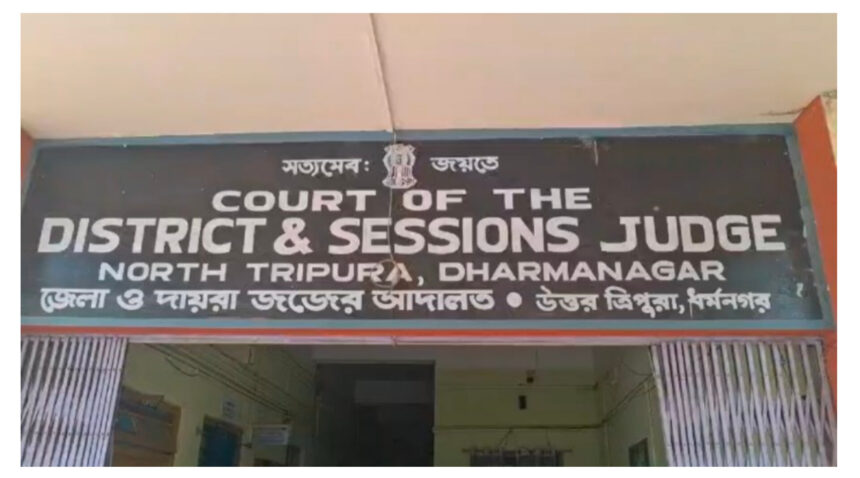 সত্যমেব: জয়তে
COURT OF THE
DISTRICT & SESSIONS JUDGE
NORTH TRIPURA, DHARMANAGAR
জেলা ও দায়রা জজের আদালত • উত্তর ত্রিপুরা, ধর্মনগর